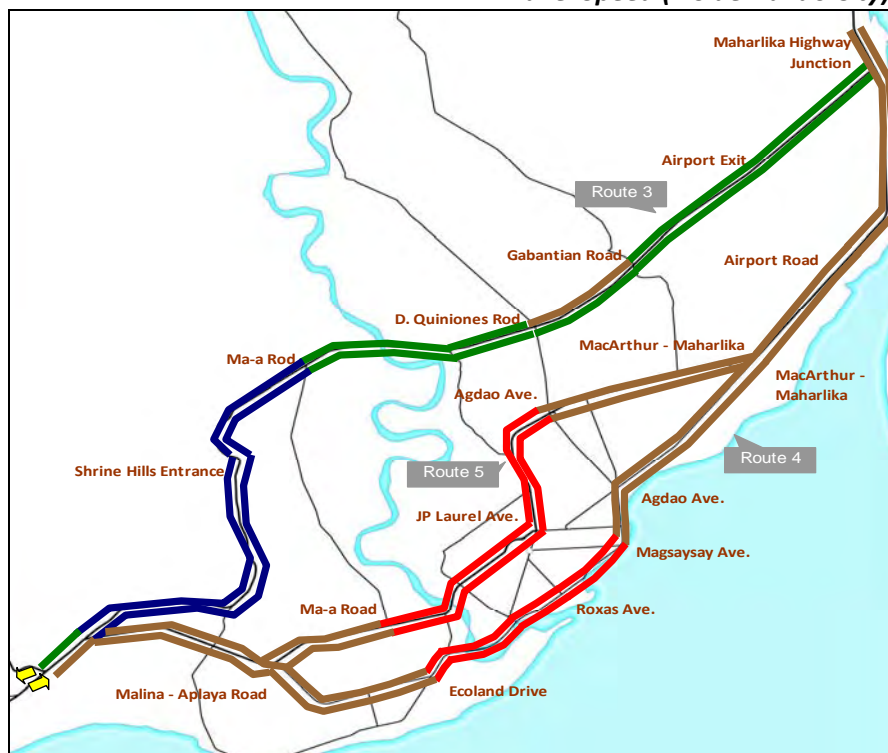 Maharlika Highway
Junction
Airport Exit
Route 3
Gabantian Road
Airport Road
D. Quiniones Rod
MacArthur - Maharlika
Ma-a Rod
Agdao Ave.
MacArthur -
Maharlika
Shrine Hills Entrance
Route 5
Route 4
Agdao Ave.
JP Laurel Ave.
Magsaysay Ave.
Ma-a Road
Roxas Ave.
Malina - Aplaya Road
Ecoland Drive